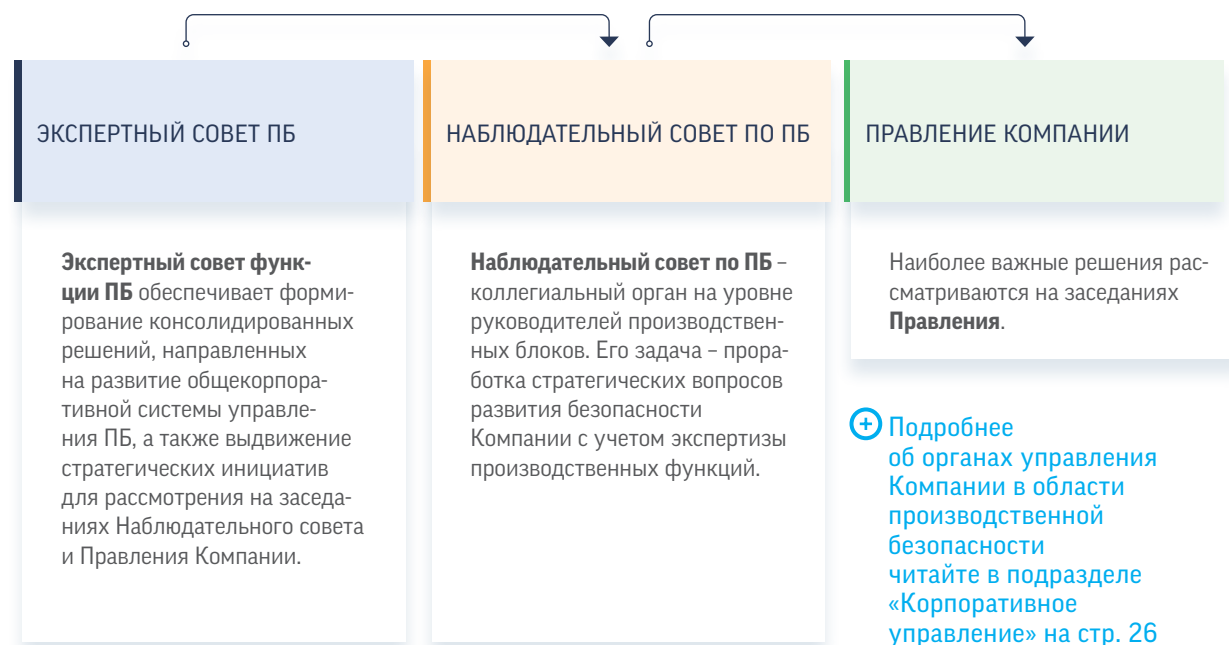 ЭКСПЕРТНЫЙ СОВЕТ ПБ
Экспертный совет функ-
ции ПБ обеспечивает форми-
рование консолидированных
решений, направленных
на развитие общекорпора-
тивной системы управле-
ния ПБ, а также выдвижение
стратегических инициатив
для рассмотрения на заседа-
ниях Наблюдательного совета
и Правления Компании.
НАБЛЮДАТЕЛЬНЫЙ СОВЕТ ПО ПБ
Наблюдательный совет по ПБ –
коллегиальный орган на уровне
руководителей производствен-
ных блоков. Его задача – прора-
ботка стратегических вопросов
развития безопасности
Компании с учетом экспертизы
производственных функций.
ПРАВЛЕНИЕ КОМПАНИИ
Наиболее важные решения рас-
сматриваются на заседаниях
Правления.
Подробнее
об органах управления
Компании в области
производственной
безопасности
читайте в подразделе
«Корпоративное
управление» на стр. 26